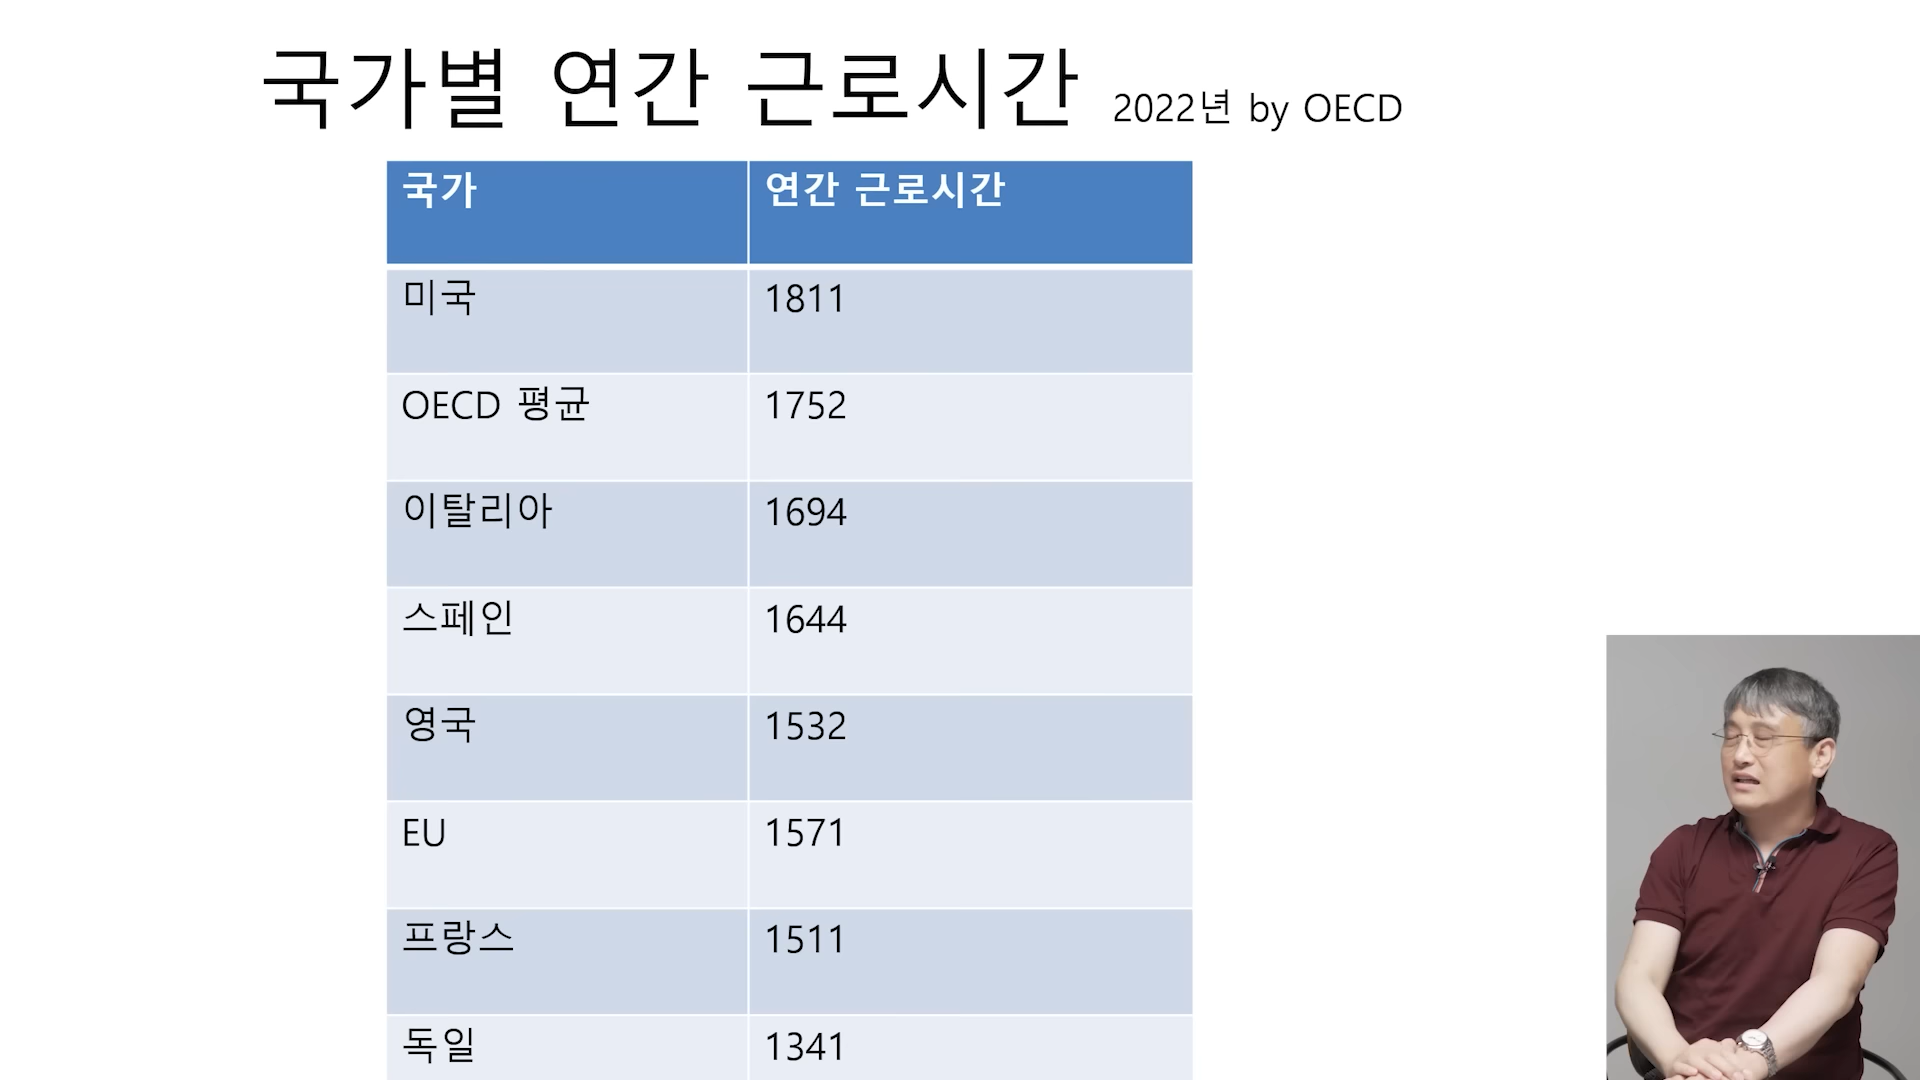 국가별 연간 근로시간 2022년 by OECD
국가 연간 근로시간
미국 1811
OECD 평균 1752
이탈리아 1694
스페인 1644
영국 1532
EU 1571
프랑스 1511
독일 1341